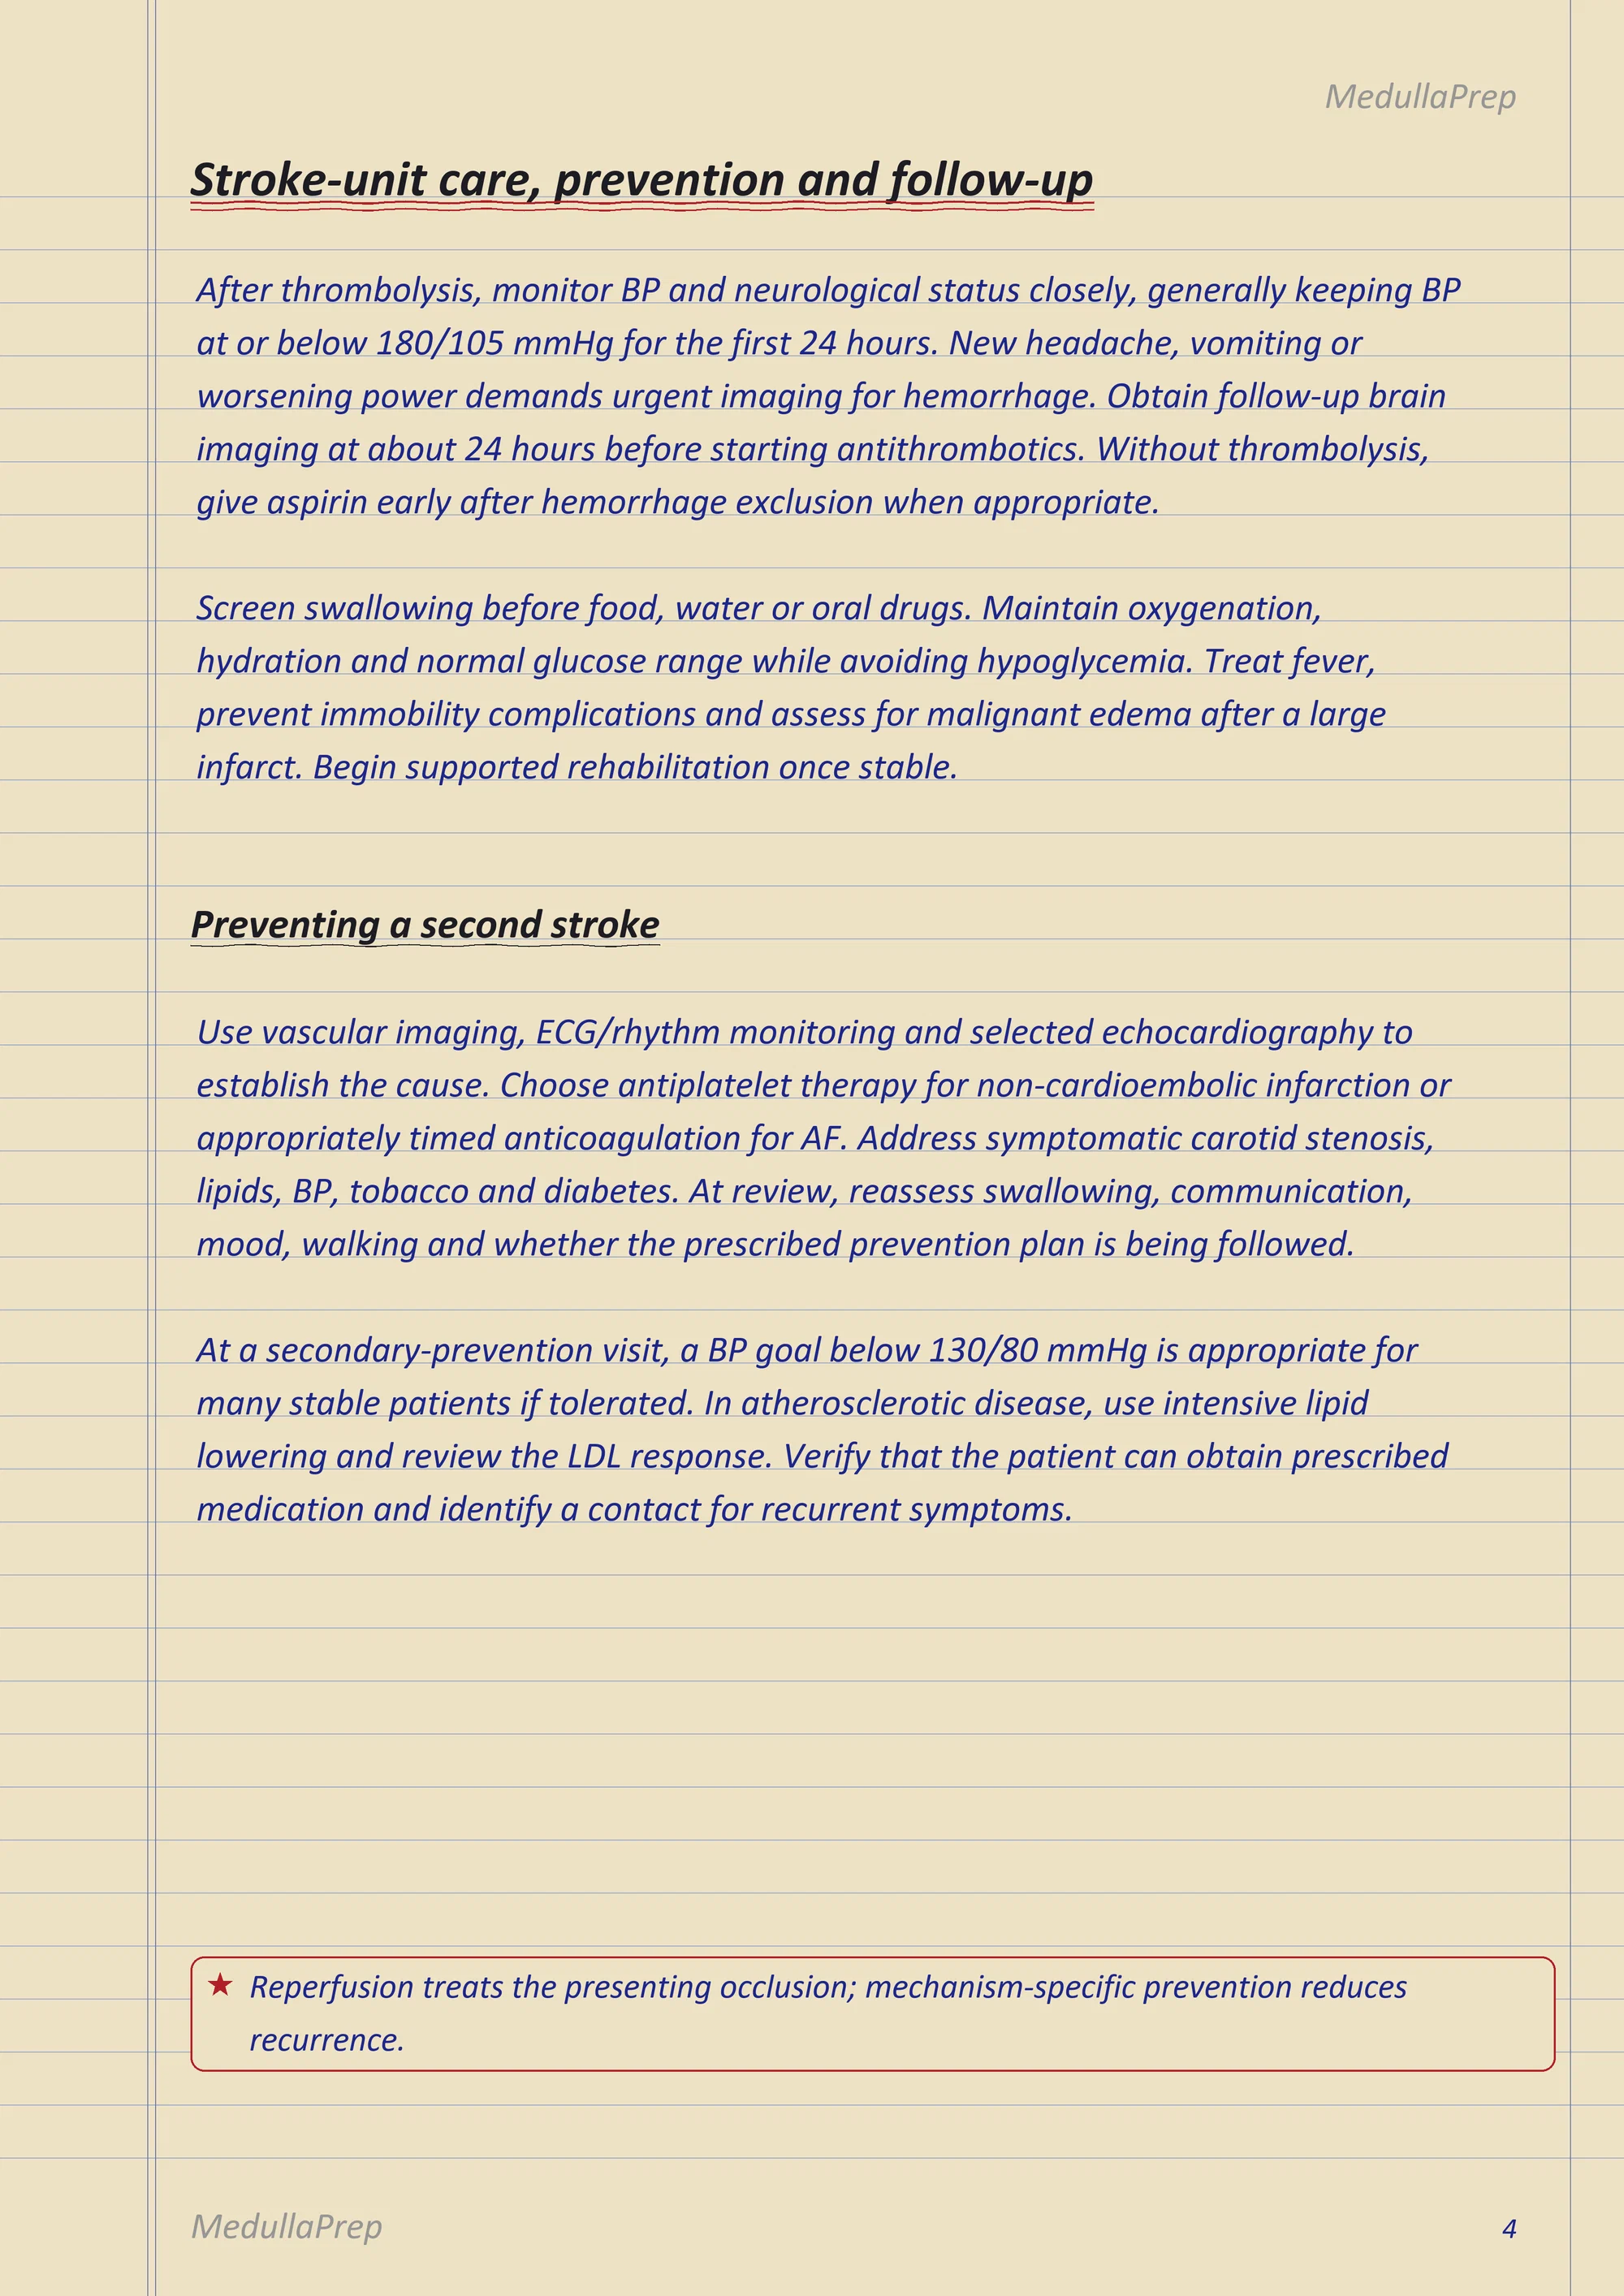 MedullaPrep
Stroke-unit care, prevention and follow-up
After thrombolysis, monitor BP and neurological status closely, generally keeping BP
at or below 180/105 mmHg for the first 24 hours. New headache, vomiting or
worsening power demands urgent imaging for hemorrhage. Obtain follow-up brain
imaging at about 24 hours before starting antithrombotics. Without thrombolysis,
give aspirin early after hemorrhage exclusion when appropriate.
Screen swallowing before food, water or oral drugs. Maintain oxygenation,
hydration and normal glucose range while avoiding hypoglycemia. Treat fever,
prevent immobility complications and assess for malignant edema after a large
infarct. Begin supported rehabilitation once stable.
Preventing a second stroke
Use vascular imaging, ECG/rhythm monitoring and selected echocardiography to
establish the cause. Choose antiplatelet therapy for non-cardioembolic infarction or
appropriately timed anticoagulation for AF. Address symptomatic carotid stenosis,
lipids, BP, tobacco and diabetes. At review, reassess swallowing, communication,
mood, walking and whether the prescribed prevention plan is being followed.
At a secondary-prevention visit, a BP goal below 130/80 mmHg is appropriate for
many stable patients if tolerated. In atherosclerotic disease, use intensive lipid
lowering and review the LDL response. Verify that the patient can obtain prescribed
medication and identify a contact for recurrent symptoms.
★ Reperfusion treats the presenting occlusion; mechanism-specific prevention reduces
recurrence.
MedullaPrep
4